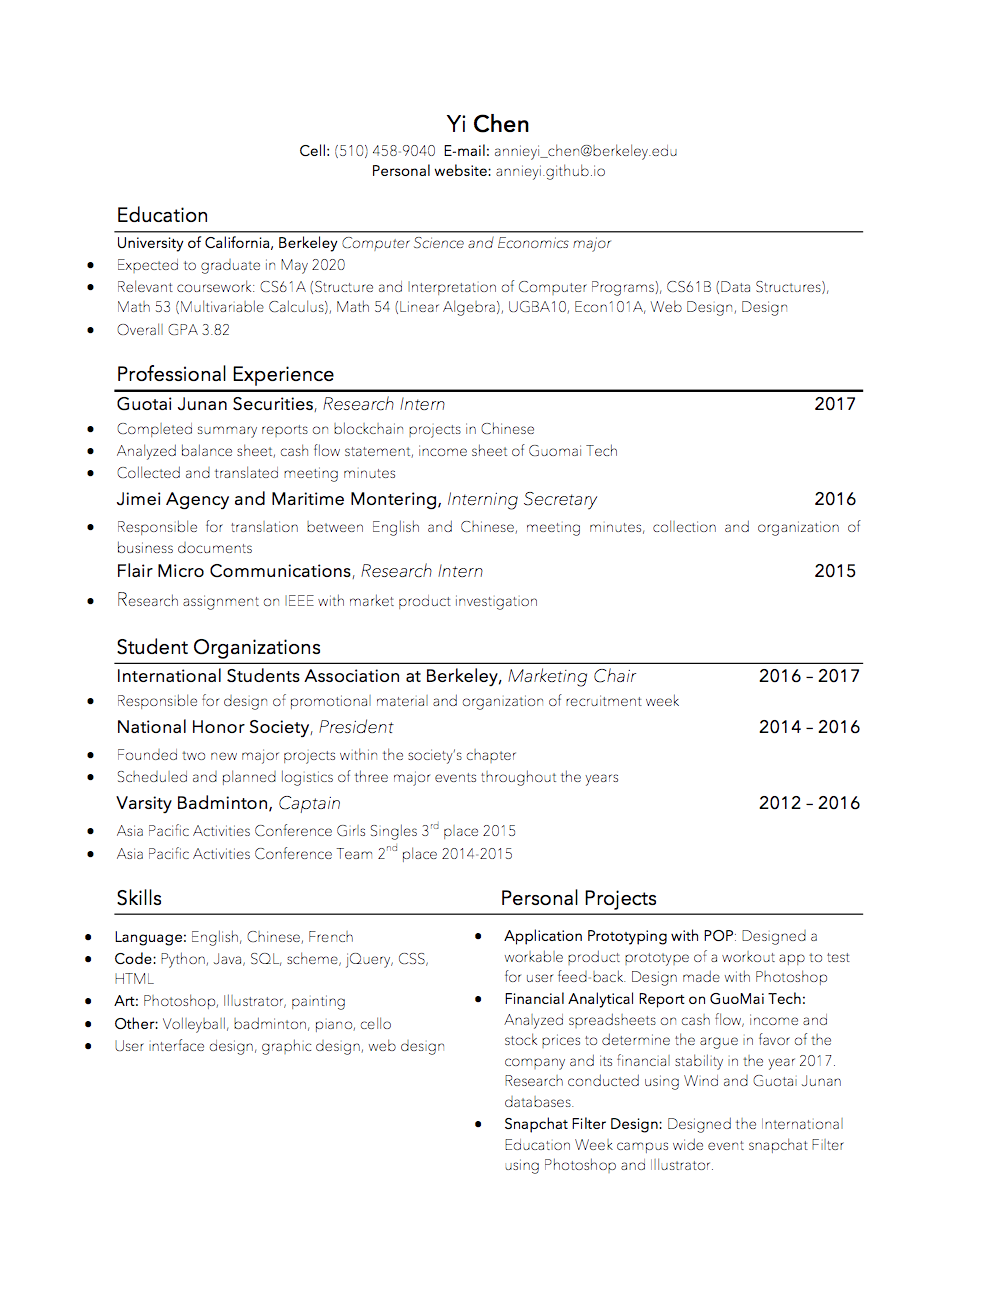 Yi Chen
Cell: (510) 458-9040 E-mail: annieyi_chen@berkeley.edu
Personal website: annieyi.github.io
Education
University of California, Berkeley Computer Science and Economics major
• Expected to graduate in May 2020
• Relevant coursework: CS61A (Structure and Interpretation of Computer Programs), CS61B (Data Structures),
Math 53 (Multivariable Calculus), Math 54 (Linear Algebra), UGBA10, Econ101A, Web Design, Design
• Overall GPA 3.82
Professional Experience
Guotai Junan Securities, Research Intern 2017
• Completed summary reports on blockchain projects in Chinese
• Analyzed balance sheet, cash flow statement, income sheet of Guomai Tech
• Collected and translated meeting minutes
Jimei Agency and Maritime Montering, Interning Secretary 2016
• Responsible for translation between English and Chinese, meeting minutes, collection and organization of
business documents
Flair Micro Communications, Research Intern 2015
• Research assignment on IEEE with market product investigation
Student Organizations
International Students Association at Berkeley, Marketing Chair 2016 – 2017
• Responsible for design of promotional material and organization of recruitment week
National Honor Society, President 2014 – 2016
• Founded two new major projects within the society's chapter
• Scheduled and planned logistics of three major events throughout the years
Varsity Badminton, Captain 2012 – 2016
• Asia Pacific Activities Conference Girls Singles 3rd place 2015
• Asia Pacific Activities Conference Team 2nd place 2014-2015
Skills
• Language: English, Chinese, French
• Code: Python, Java, SQL, scheme, jQuery, CSS,
HTML
• Art: Photoshop, Illustrator, painting
• Other: Volleyball, badminton, piano, cello
• User interface design, graphic design, web design
Personal Projects
• Application Prototyping with POP: Designed a
workable product prototype of a workout app to test
for user feed-back. Design made with Photoshop
• Financial Analytical Report on GuoMai Tech:
Analyzed spreadsheets on cash flow, income and
stock prices to determine the argue in favor of the
company and its financial stability in the year 2017.
Research conducted using Wind and Guotai Junan
databases.
• Snapchat Filter Design: Designed the International
Education Week campus wide event snapchat Filter
using Photoshop and Illustrator.